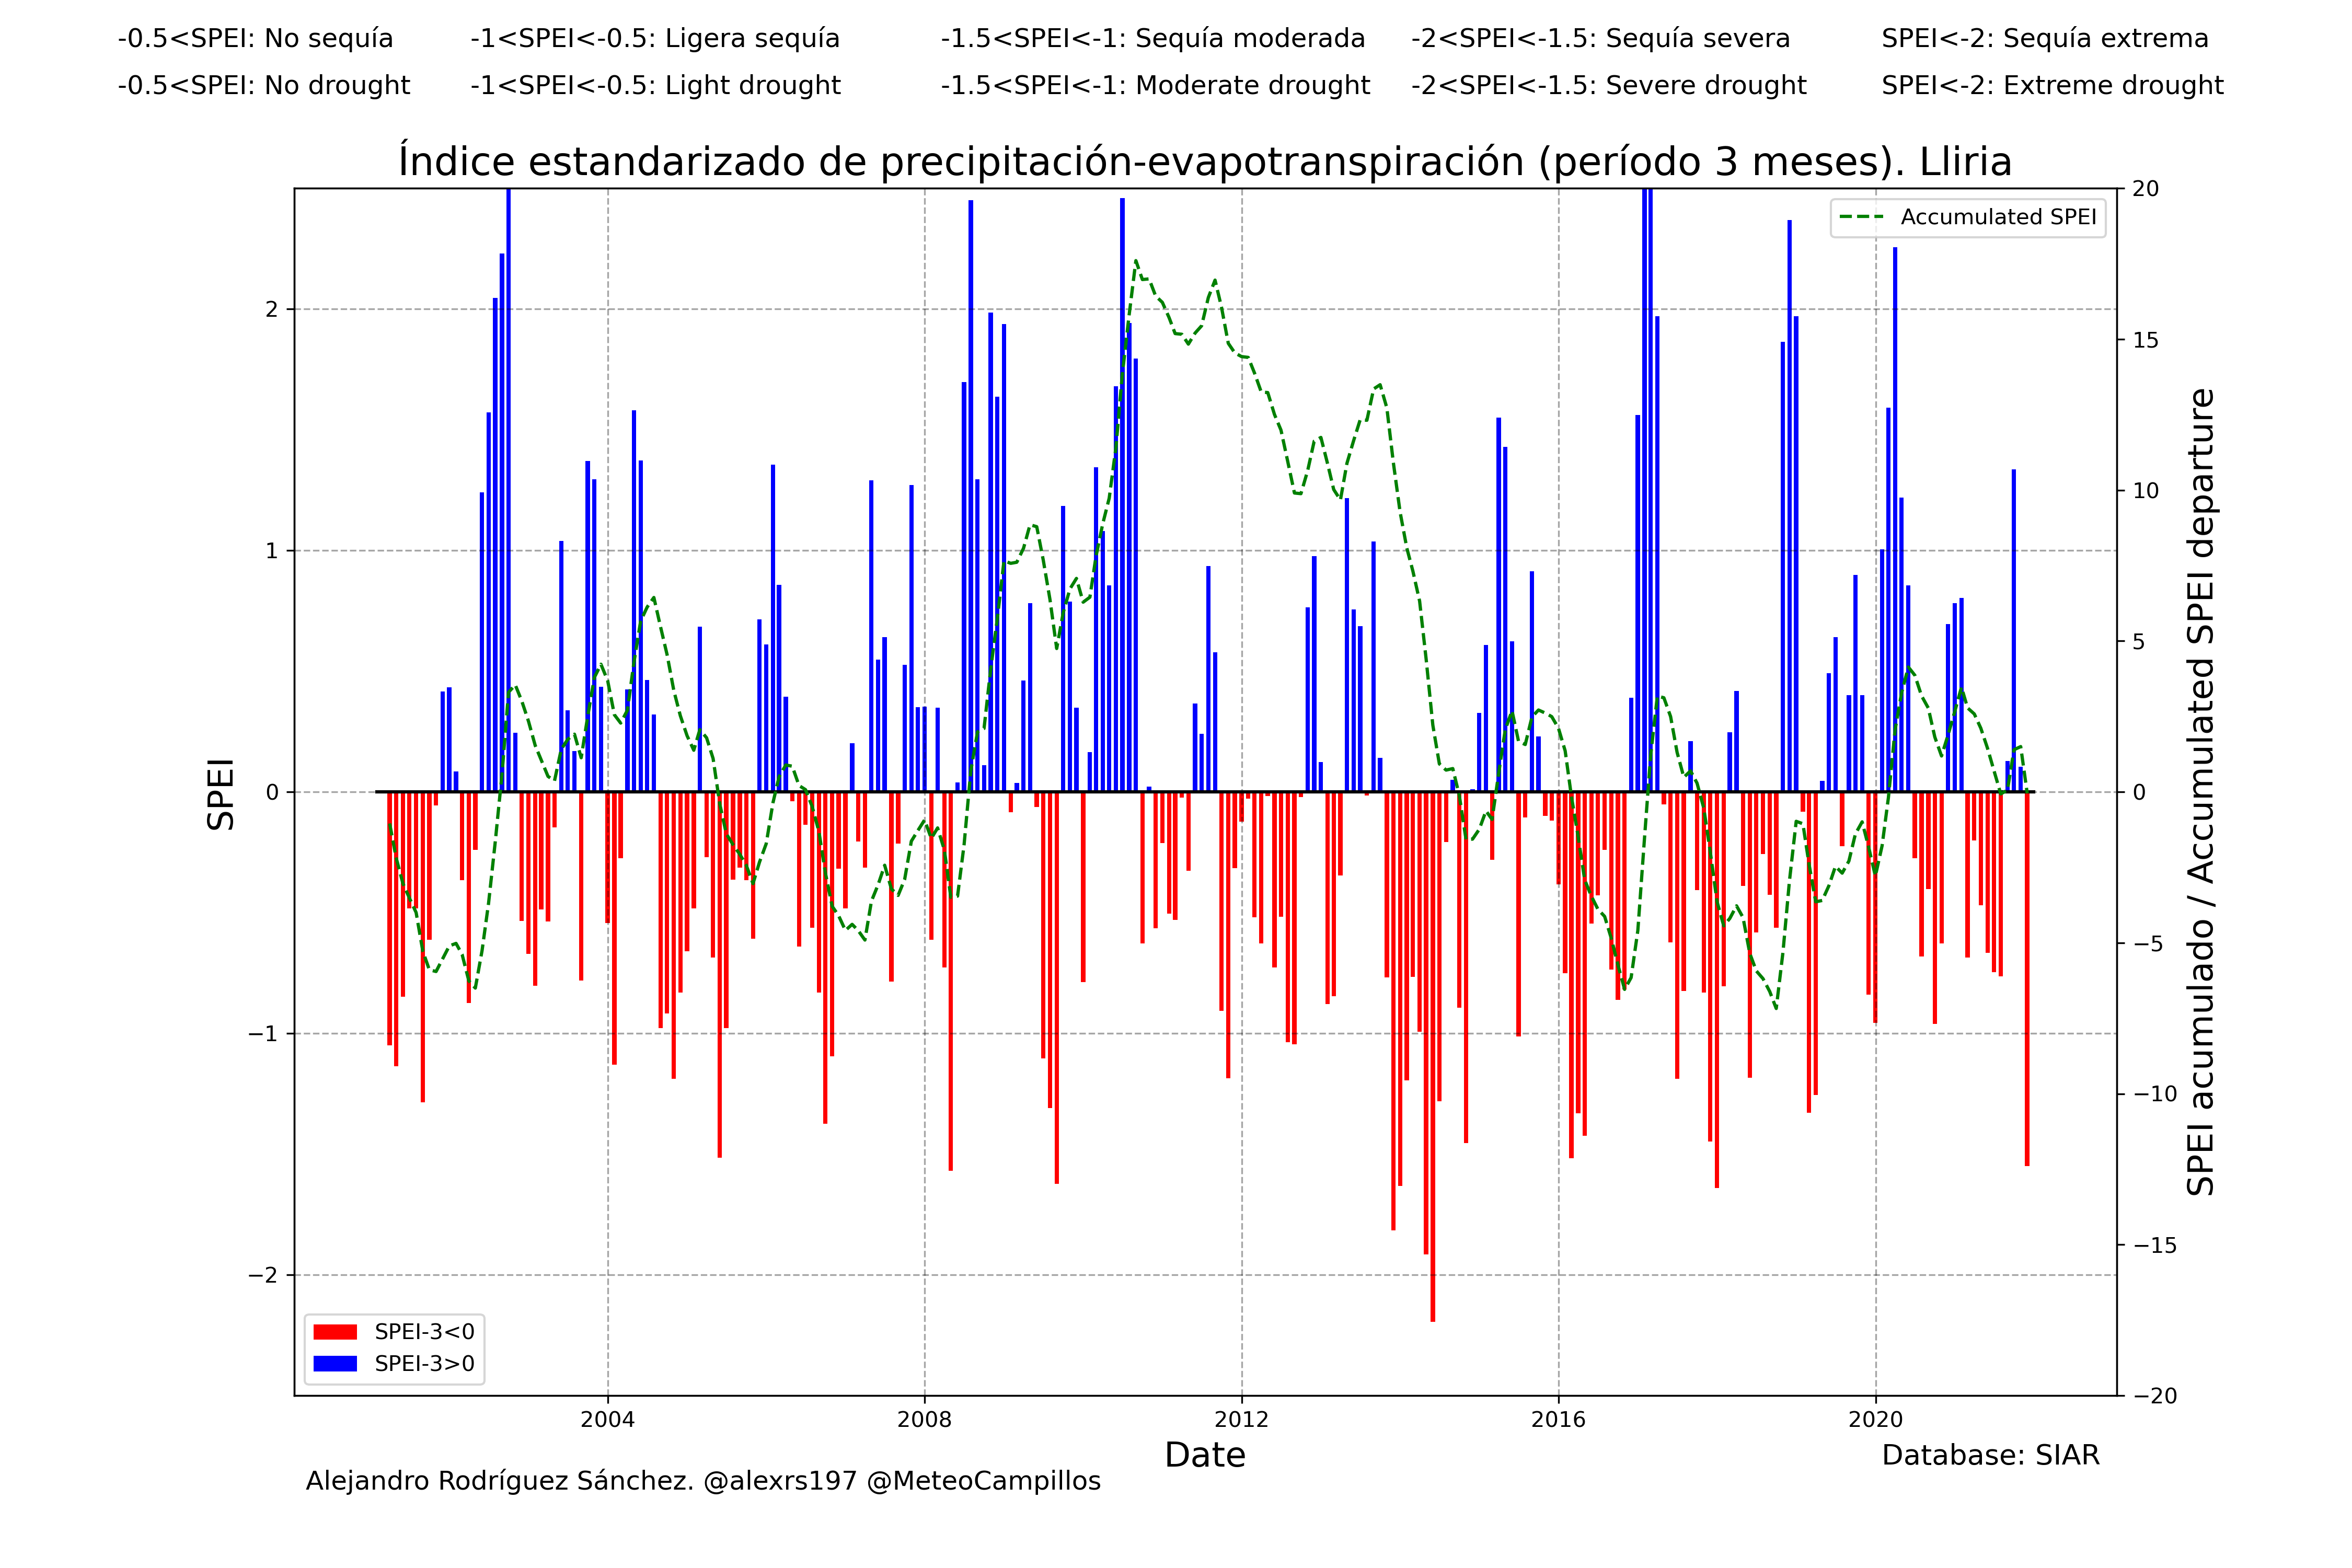 -0.5<SPEI: No sequía -1<SPEI<-0.5: Ligera sequía -1.5<SPEI<-1: Sequía moderada -2<SPEI<-1.5: Sequía severa SPEI<-2: Sequía extrema
-0.5<SPEI: No drought -1<SPEI<-0.5: Light drought -1.5<SPEI<-1: Moderate drought -2<SPEI<-1.5: Severe drought SPEI<-2: Extreme drought
Índice estandarizado de precipitación-evapotranspiración (período 3 meses). Lliria
Accumulated SPEI
SPEI
2
1
0
−1
−2
20
15
10
5
0
−5
−10
−15
−20
SPEI acumulado / Accumulated SPEI departure
SPEI-3<0
SPEI-3>0
2004 2008 2012 2016 2020
Date
Database: SIAR
Alejandro Rodríguez Sánchez. @alexrs197 @MeteoCampillos